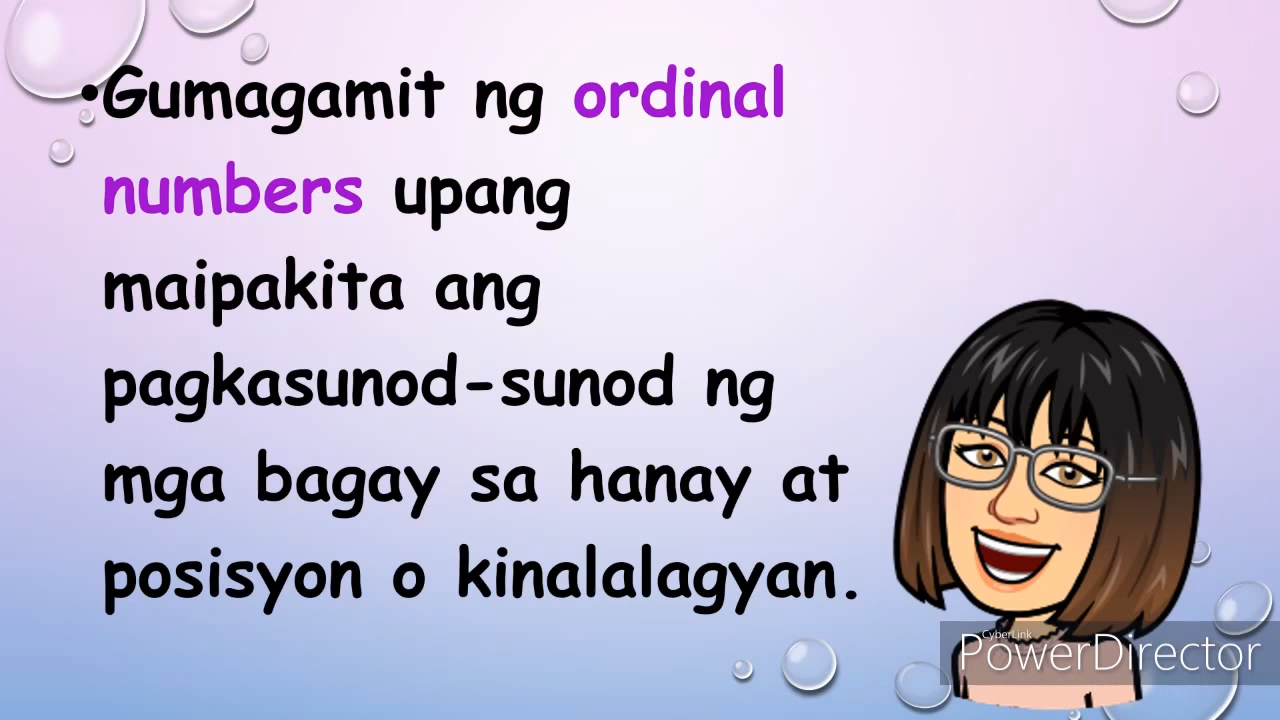 •Gumagamit ng ordinal
numbers upang
maipakita ang
pagkasunod-sunod ng
mga bagay sa hanay at
posisyon o kinalalagyan.
CyberLink
PowerDirector